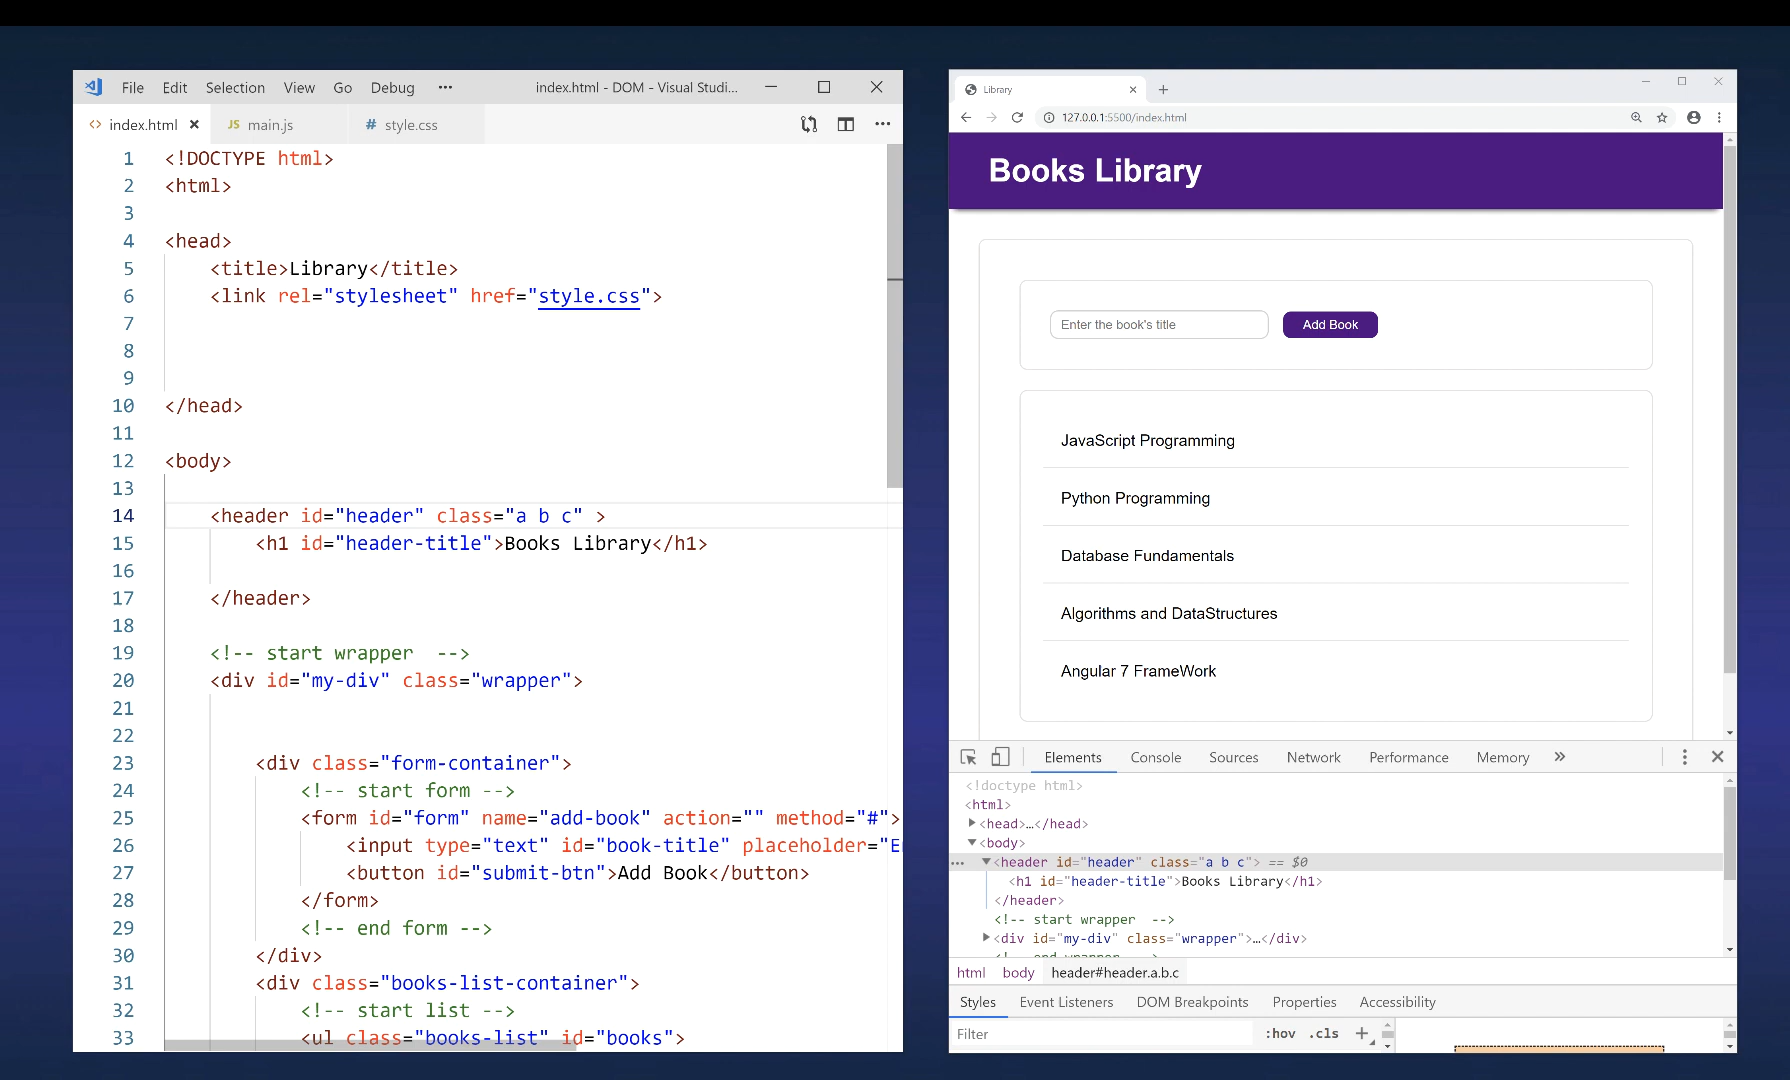 File Edit Selection View Go Debug ··· index.html - DOM - Visual Studi...
<> index.html JS main.js # style.css
1 <!DOCTYPE html>
2 <html>
3
4 <head>
5 <title>Library</title>
6 <link rel="stylesheet" href="style.css">
7
8
9
10 </head>
11
12 <body>
13
14 <header id="header" class="a b c" >
15 <h1 id="header-title">Books Library</h1>
16
17 </header>
18
19 <!-- start wrapper  -->
20 <div id="my-div" class="wrapper">
21
22
23 <div class="form-container">
24 <!-- start form -->
25 <form id="form" name="add-book" action="" method="#">
26 <input type="text" id="book-title" placeholder="E
27 <button id="submit-btn">Add Book</button>
28 </form>
29 <!-- end form -->
30 </div>
31 <div class="books-list-container">
32 <!-- start list -->
33 <ul class="books-list" id="books">
Library
127.0.0.1:5500/index.html
Books Library
Enter the book's title Add Book
JavaScript Programming
Python Programming
Database Fundamentals
Algorithms and DataStructures
Angular 7 FrameWork
Elements Console Sources Network Performance Memory »
<!doctype html>
<html>
<head>…</head>
<body>
<header id="header" class="a b c"> == $0
<h1 id="header-title">Books Library</h1>
</header>
<!-- start wrapper  -->
<div id="my-div" class="wrapper">…</div>
<!-- end wrapper  -->
html body header#header.a.b.c
Styles Event Listeners DOM Breakpoints Properties Accessibility
Filter :hov .cls +